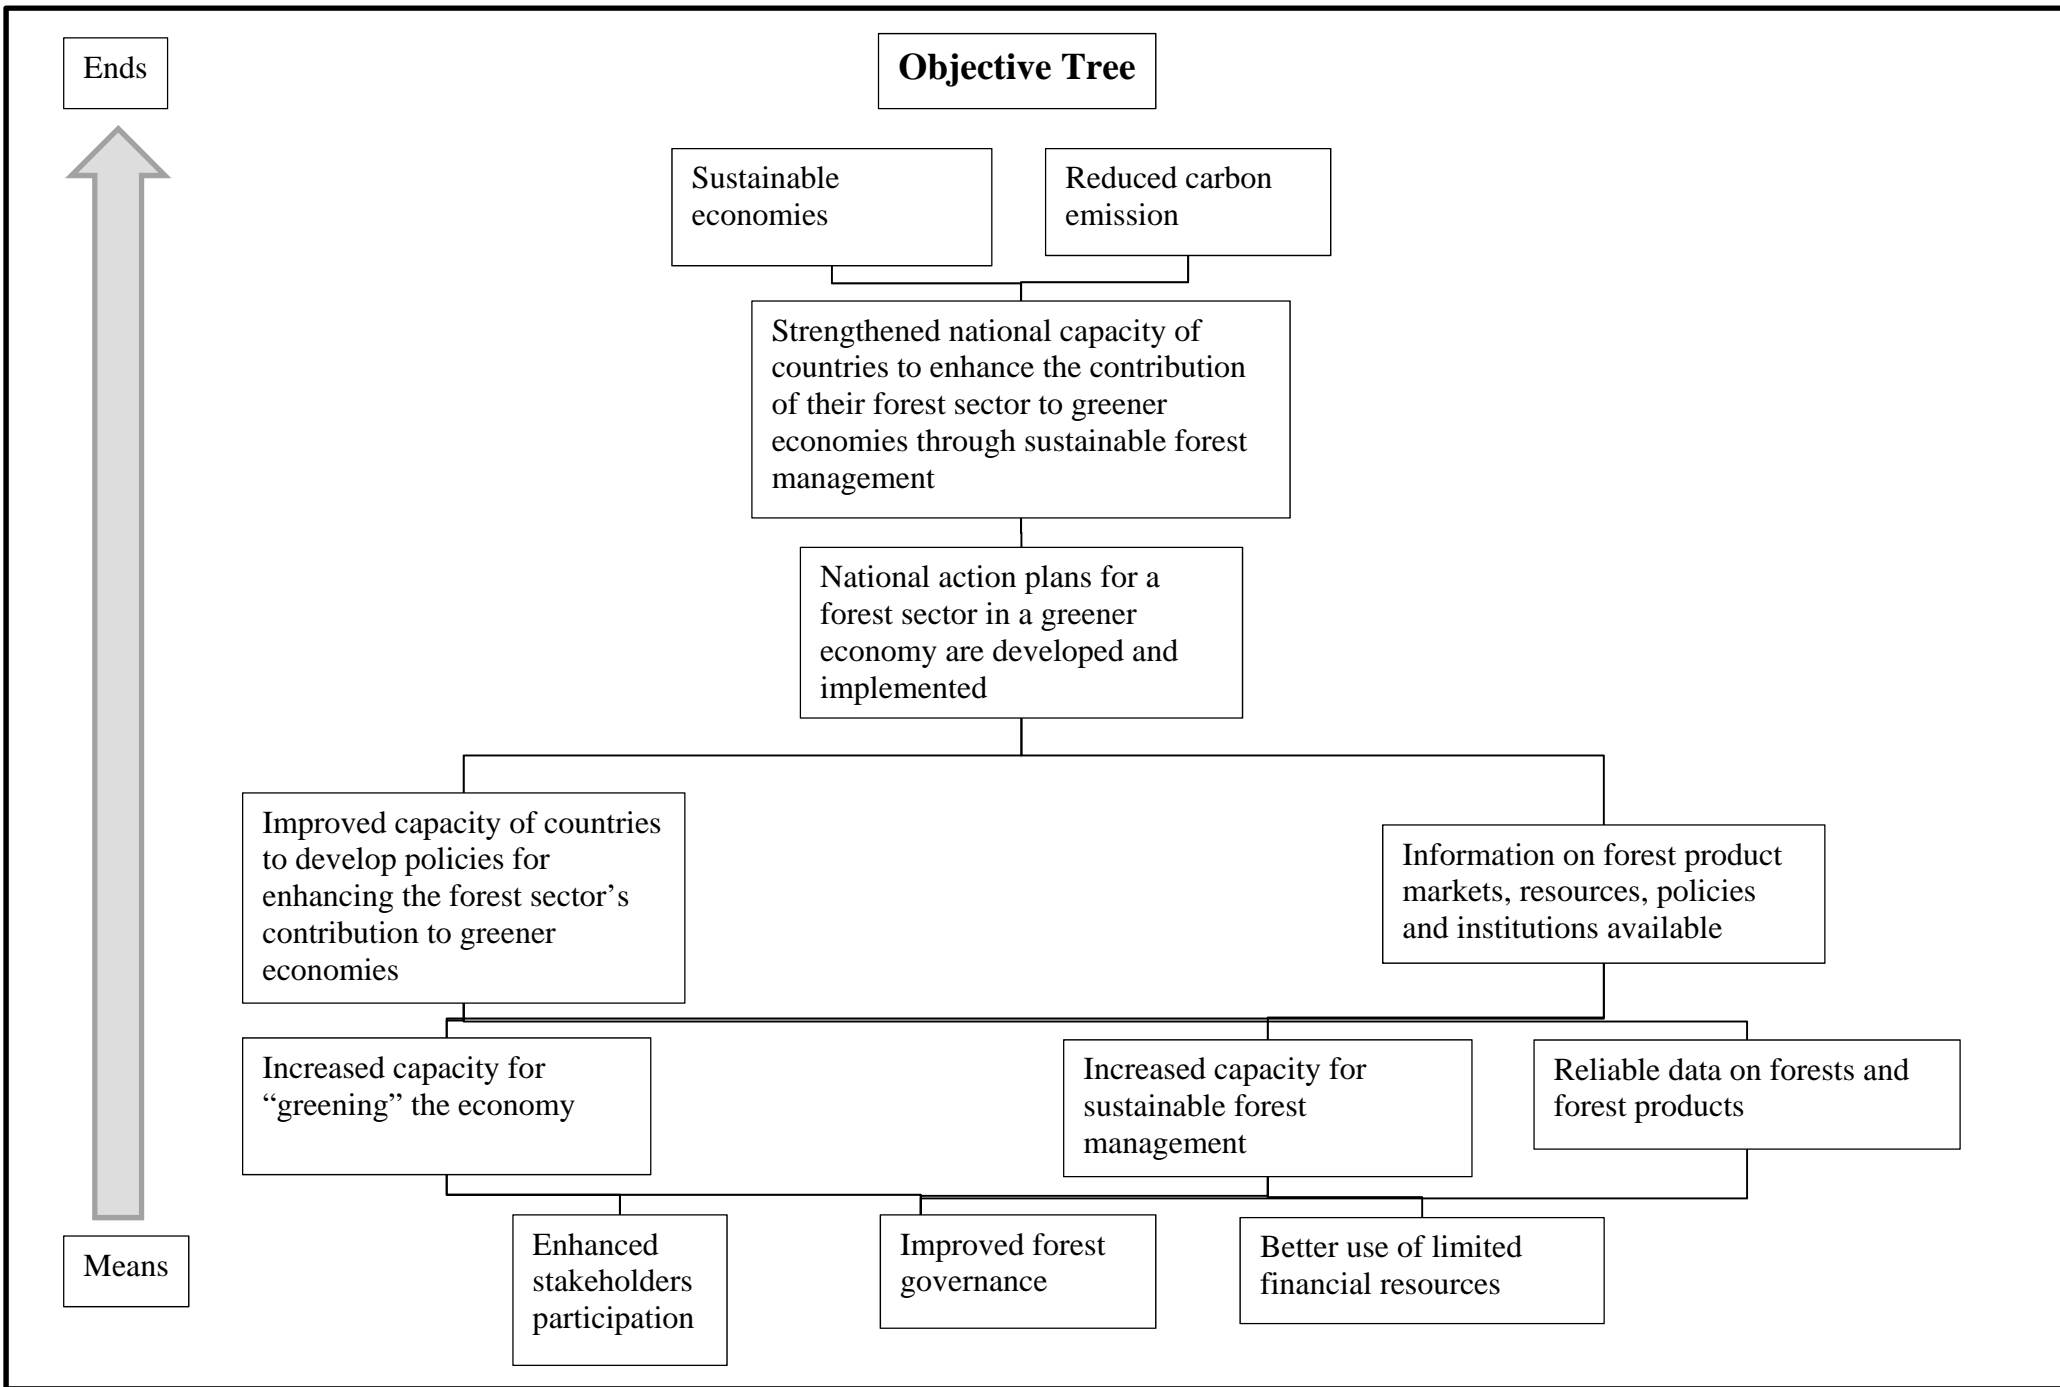 Ends
Objective Tree
Sustainable
economies
Reduced carbon
emission
Strengthened national capacity of
countries to enhance the contribution
of their forest sector to greener
economies through sustainable forest
management
National action plans for a
forest sector in a greener
economy are developed and
implemented
Improved capacity of countries
to develop policies for
enhancing the forest sector’s
contribution to greener
economies
Information on forest product
markets, resources, policies
and institutions available
Increased capacity for
“greening” the economy
Increased capacity for
sustainable forest
management
Reliable data on forests and
forest products
Means
Enhanced
stakeholders
participation
Improved forest
governance
Better use of limited
financial resources